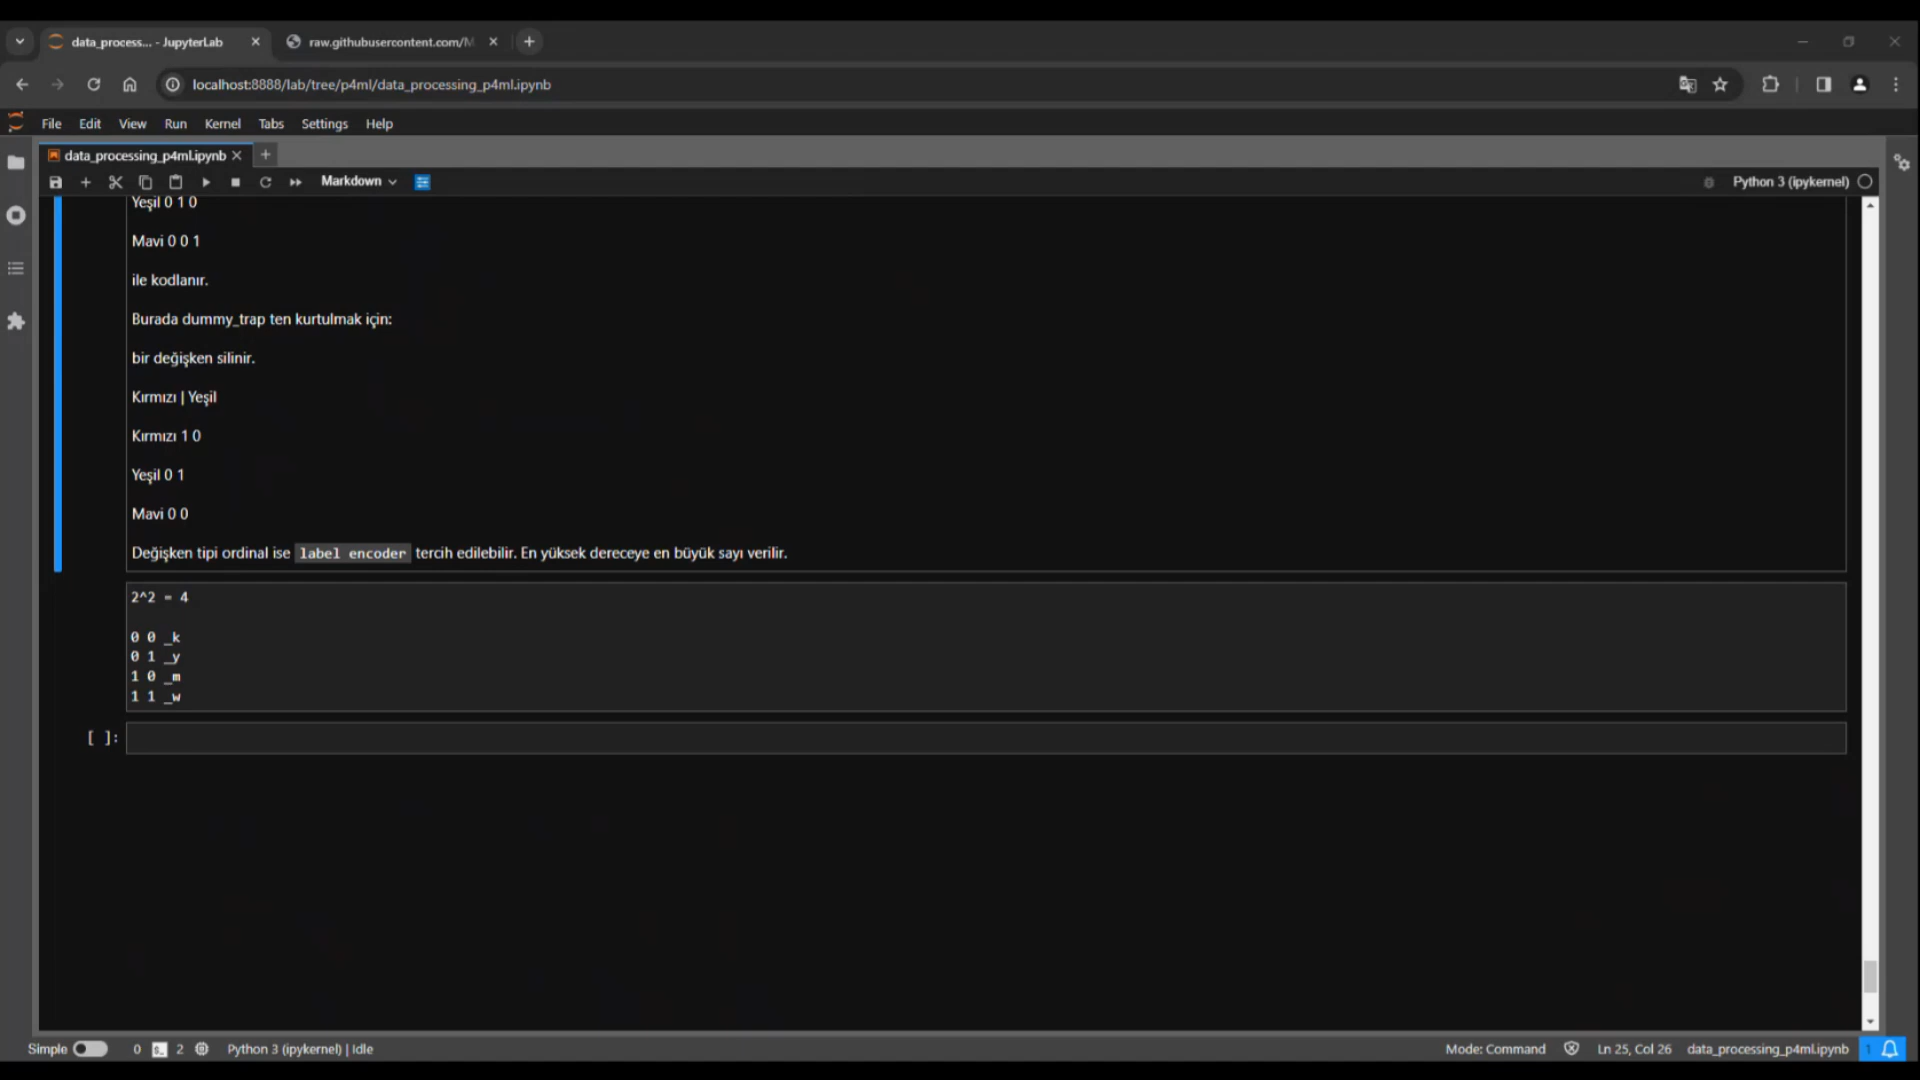 data_process... - JupyterLab
raw.githubusercontent.com/M
localhost:8888/lab/tree/p4ml/data_processing_p4ml.ipynb
File Edit View Run Kernel Tabs Settings Help
data_processing_p4ml.ipynb
Markdown
Python 3 (ipykernel)
Yeşil 0 1 0
Mavi 0 0 1
ile kodlanır.
Burada dummy_trap ten kurtulmak için:
bir değişken silinir.
Kırmızı | Yeşil
Kırmızı 1 0
Yeşil 0 1
Mavi 0 0
Değişken tipi ordinal ise label encoder tercih edilebilir. En yüksek dereceye en büyük sayı verilir.
2^2 = 4
0 0 _k
0 1 _y
1 0 _m
1 1 _w
[ ]:
Simple 0 2 Python 3 (ipykernel) | Idle Mode: Command Ln 25, Col 26 data_processing_p4ml.ipynb 1